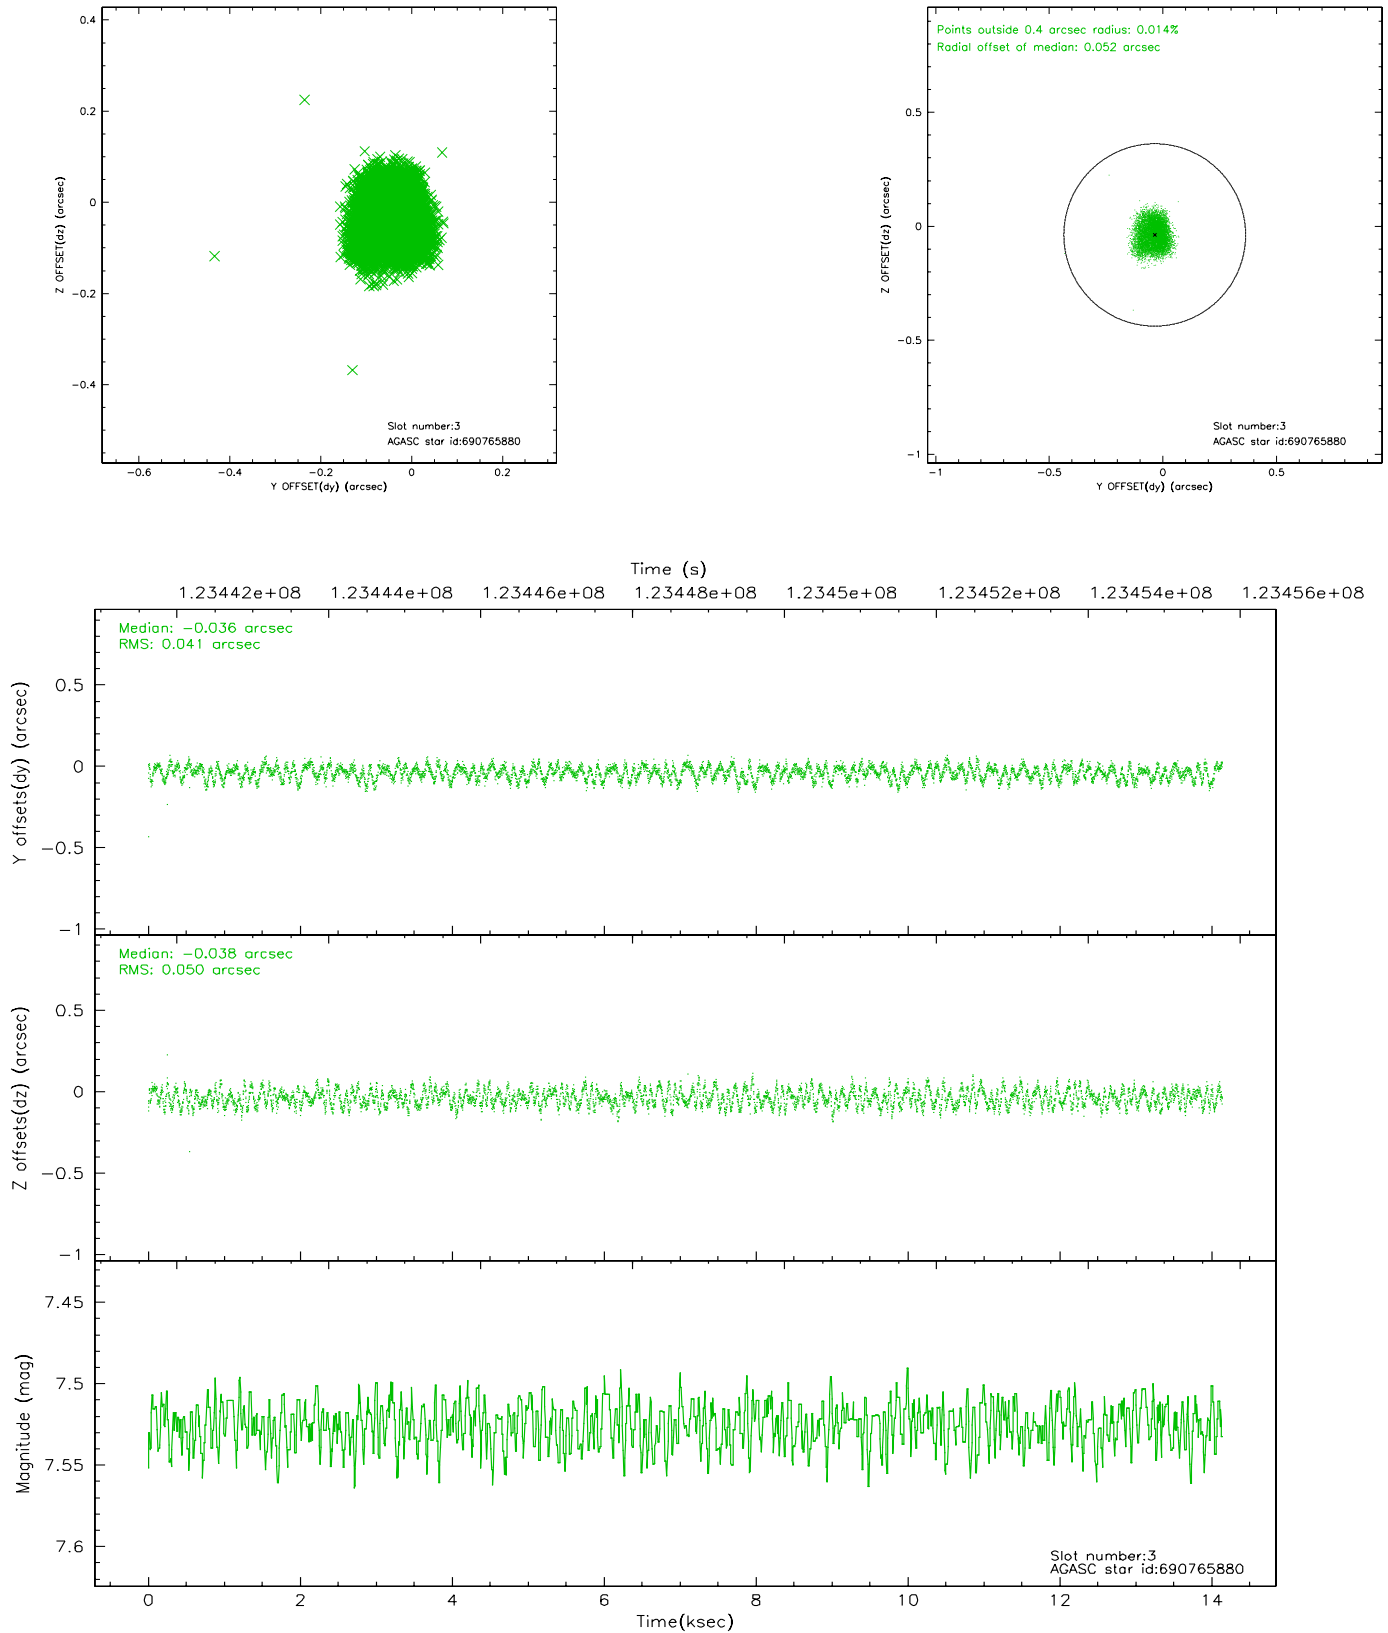 0.4
0.2
0
−0.2
−0.4
Z OFFSET(dz) (arcsec)
Slot number:3
AGASC star id:690765880
−0.6 −0.4 −0.2 0 0.2
Y OFFSET(dy) (arcsec)
Points outside 0.4 arcsec radius: 0.014%
Radial offset of median: 0.052 arcsec
0.5
0
−0.5
−1
Z OFFSET(dz) (arcsec)
Slot number:3
AGASC star id:690765880
−1 −0.5 0 0.5
Y OFFSET(dy) (arcsec)
Time (s)
1.23442e+08 1.23444e+08 1.23446e+08 1.23448e+08 1.2345e+08 1.23452e+08 1.23454e+08 1.23456e+08
Median: −0.036 arcsec
RMS: 0.041 arcsec
0.5
0
−0.5
−1
Y offsets(dy) (arcsec)
Median: −0.038 arcsec
RMS: 0.050 arcsec
0.5
0
−0.5
−1
Z offsets(dz) (arcsec)
7.45
7.5
7.55
7.6
Magnitude (mag)
Slot number:3
AGASC star id:690765880
0 2 4 6 8 10 12 14
Time(ksec)